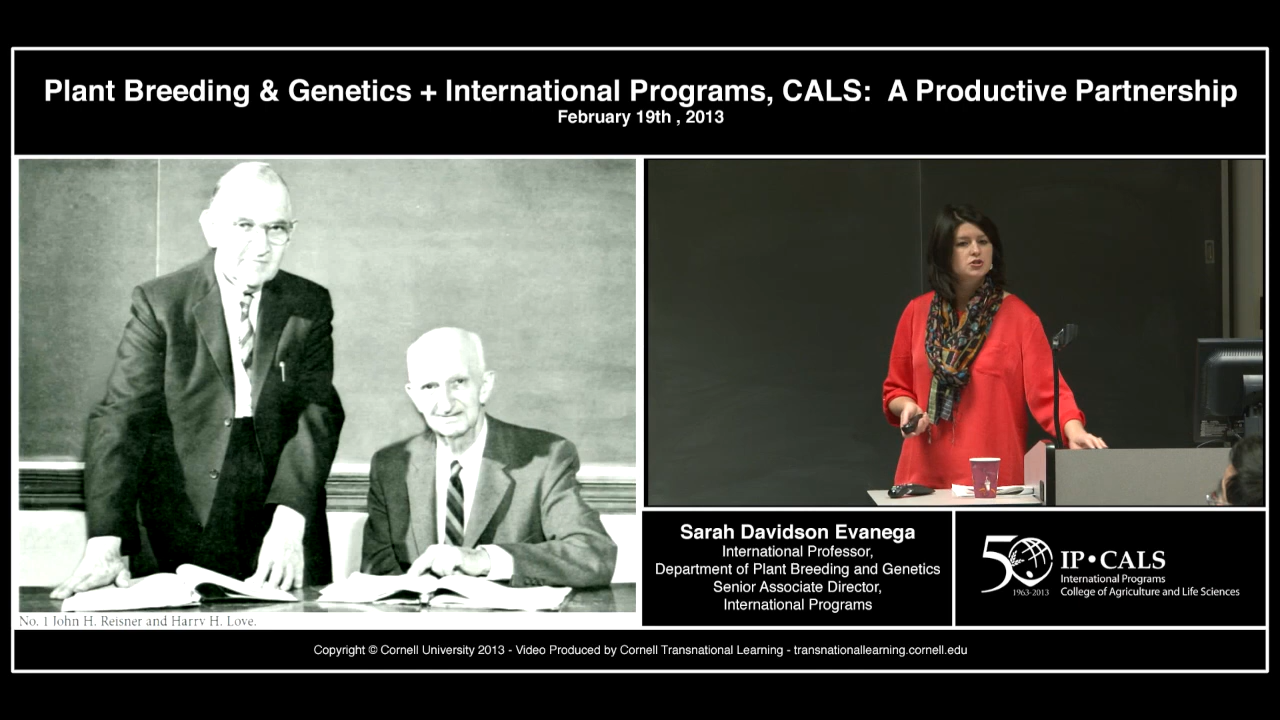 Plant Breeding & Genetics + International Programs, CALS:  A Productive Partnership
February 19th , 2013
No. 1 John H. Reisner and Harry H. Love.
Sarah Davidson Evanega
International Professor,
Department of Plant Breeding and Genetics
Senior Associate Director,
International Programs
50
1963-2013
IP•CALS
International Programs
College of Agriculture and Life Sciences
Copyright © Cornell University 2013 - Video Produced by Cornell Transnational Learning - transnationallearning.cornell.edu